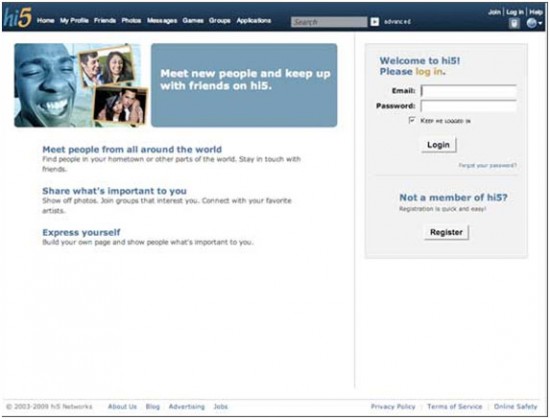 hi5 Home My Profile Friends Photos Messages Games Groups Applications Search advanced Join | Log in | Help
Meet new people and keep up
with friends on hi5.
Meet people from all around the world
Find people in your hometown or other parts of the world. Stay in touch with
friends.
Share what's important to you
Show off photos. Join groups that interest you. Connect with your favorite
artists.
Express yourself
Build your own page and show people what's important to you.
Welcome to hi5!
Please log in.
Email:
Password:
Keep me logged in
Login
Forgot your password?
Not a member of hi5?
Registration is quick and easy!
Register
© 2003-2009 hi5 Networks About Us Blog Advertising Jobs Privacy Policy | Terms of Service | Online Safety